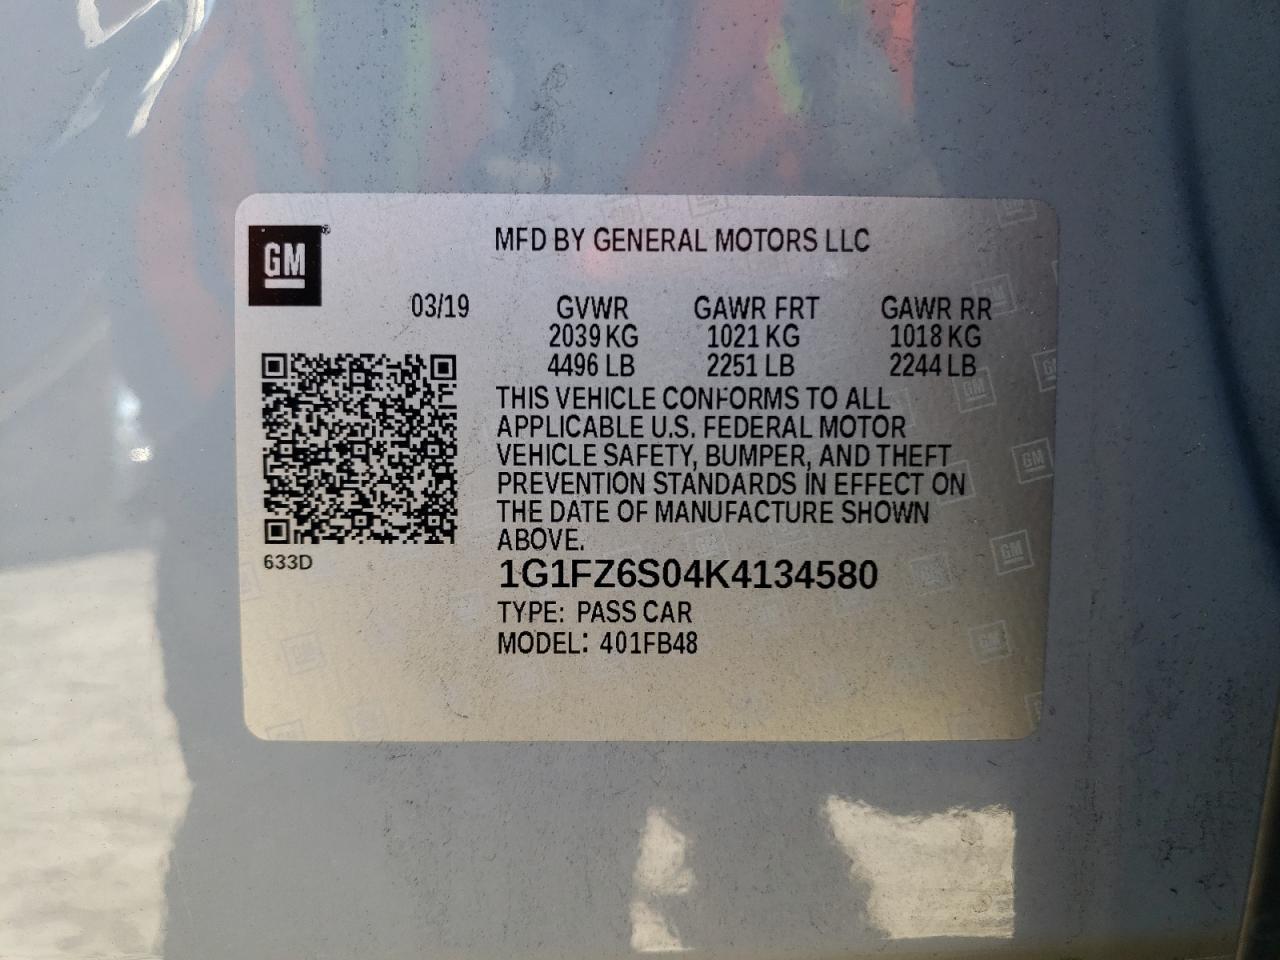 GM®
MFD BY GENERAL MOTORS LLC
03/19 GVWR GAWR FRT GAWR RR
2039 KG 1021 KG 1018 KG
4496 LB 2251 LB 2244 LB
THIS VEHICLE CONFORMS TO ALL
APPLICABLE U.S. FEDERAL MOTOR
VEHICLE SAFETY, BUMPER, AND THEFT
PREVENTION STANDARDS IN EFFECT ON
THE DATE OF MANUFACTURE SHOWN
ABOVE.
633D
1G1FZ6S04K4134580
TYPE: PASS CAR
MODEL: 401FB48